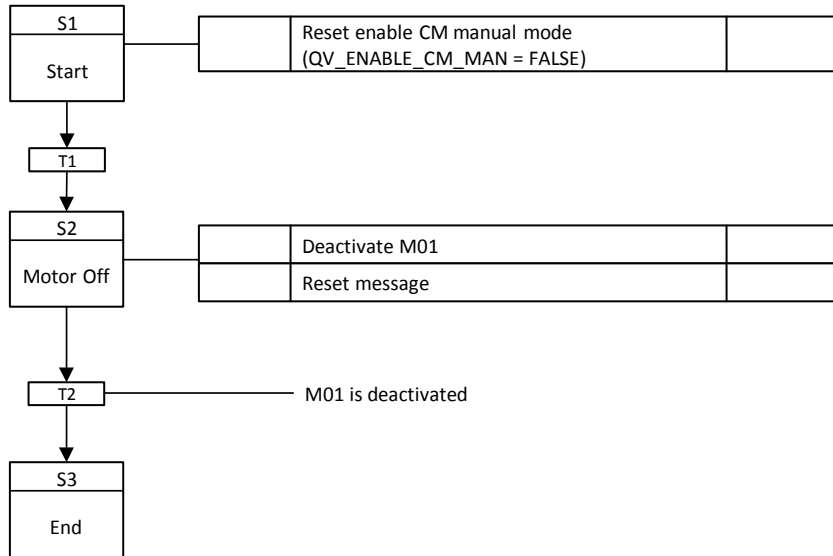 S1
Start
Reset enable CM manual mode
(QV_ENABLE_CM_MAN = FALSE)
T1
S2
Motor Off
Deactivate M01
Reset message
T2
M01 is deactivated
S3
End